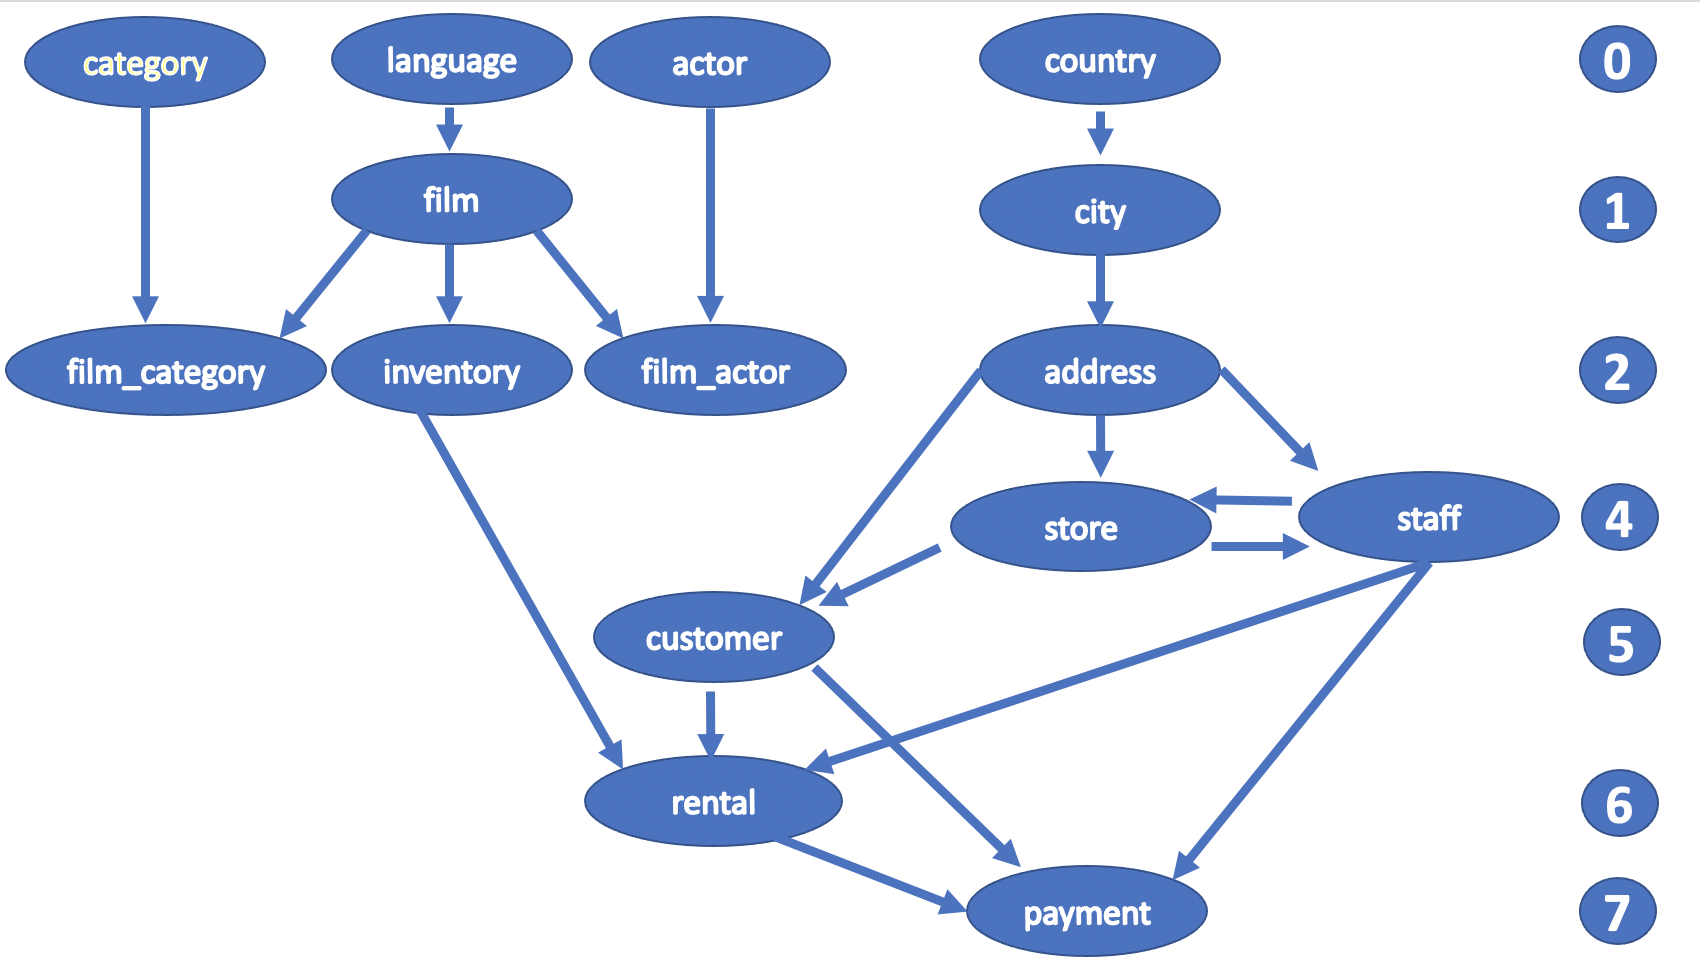 category
language
actor
country
0
film
city
1
film_category
inventory
film_actor
address
2
store
staff
4
customer
5
rental
6
payment
7